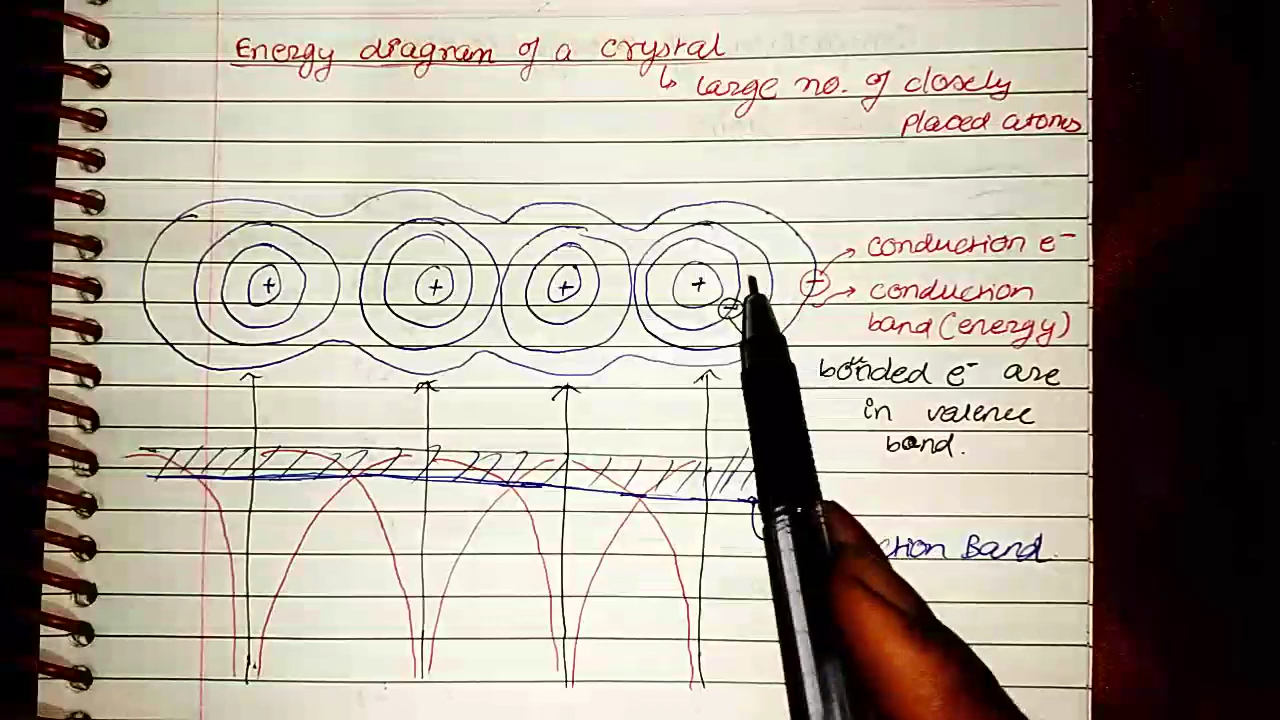 Energy diagram of a crystal
↳ Large no. of closely
placed atoms
+ + + +
conduction e⁻
conduction
band (energy)
bonded e⁻ are
in valence
band.
ction Band.